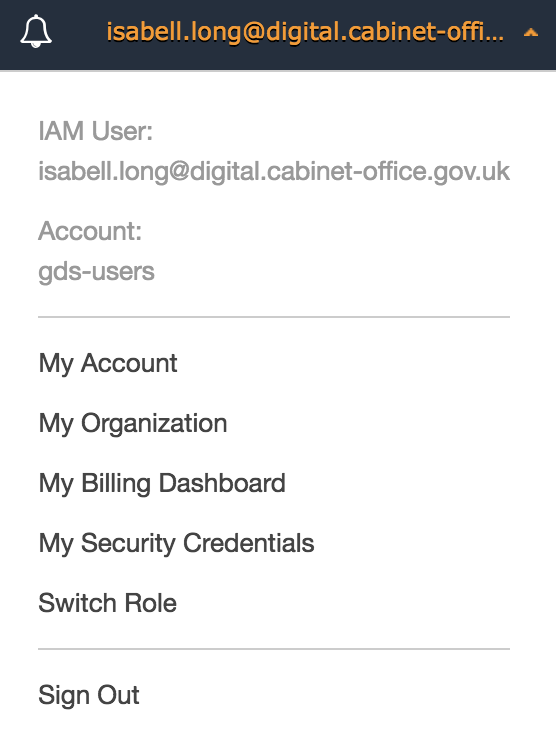 isabell.long@digital.cabinet-offi...
IAM User:
isabell.long@digital.cabinet-office.gov.uk
Account:
gds-users
My Account
My Organization
My Billing Dashboard
My Security Credentials
Switch Role
Sign Out